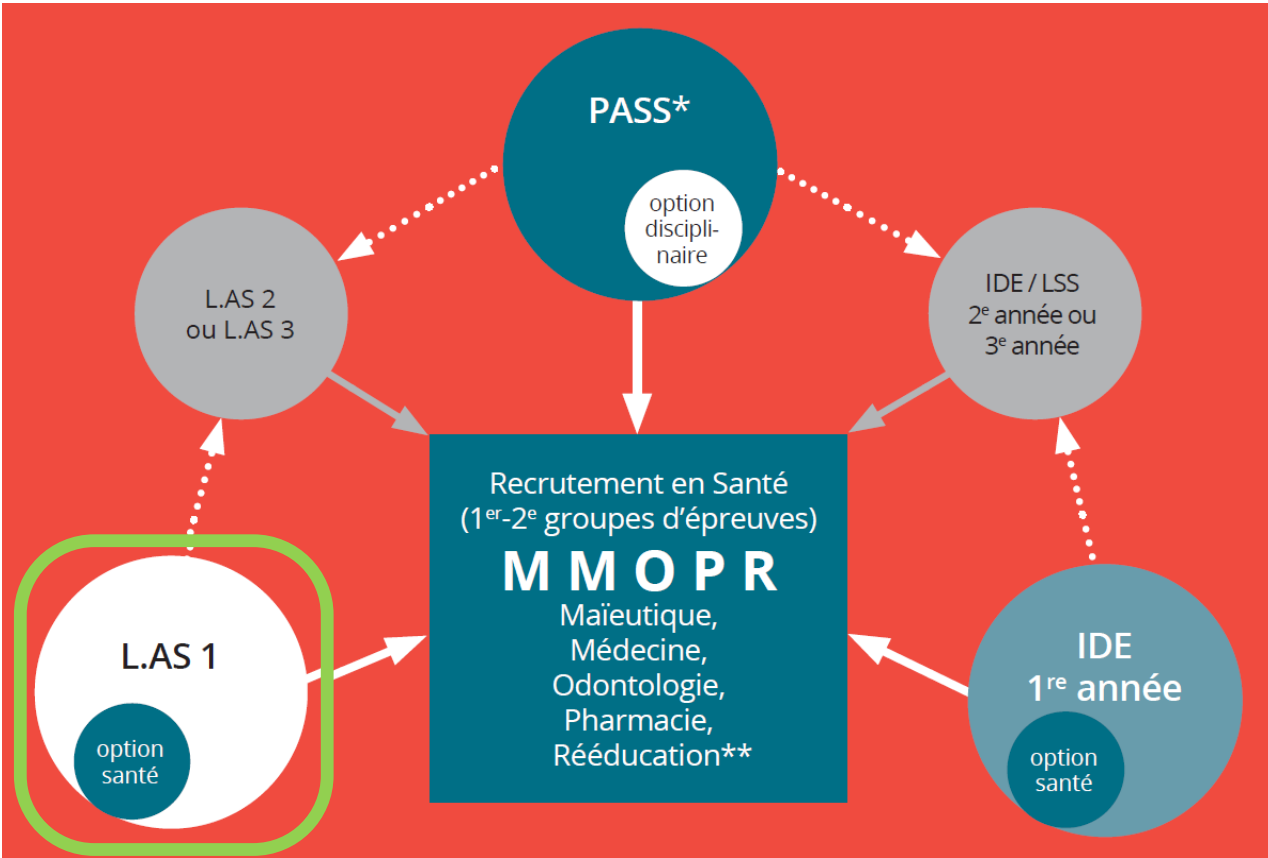 PASS*
option
discipli-
naire
L.AS 2
ou L.AS 3
IDE / LSS
2e année ou
3e année
Recrutement en Santé
(1er-2e groupes d’épreuves)
M M O P R
Maïeutique,
Médecine,
Odontologie,
Pharmacie,
Rééducation**
L.AS 1
option
santé
IDE
1re année
option
santé